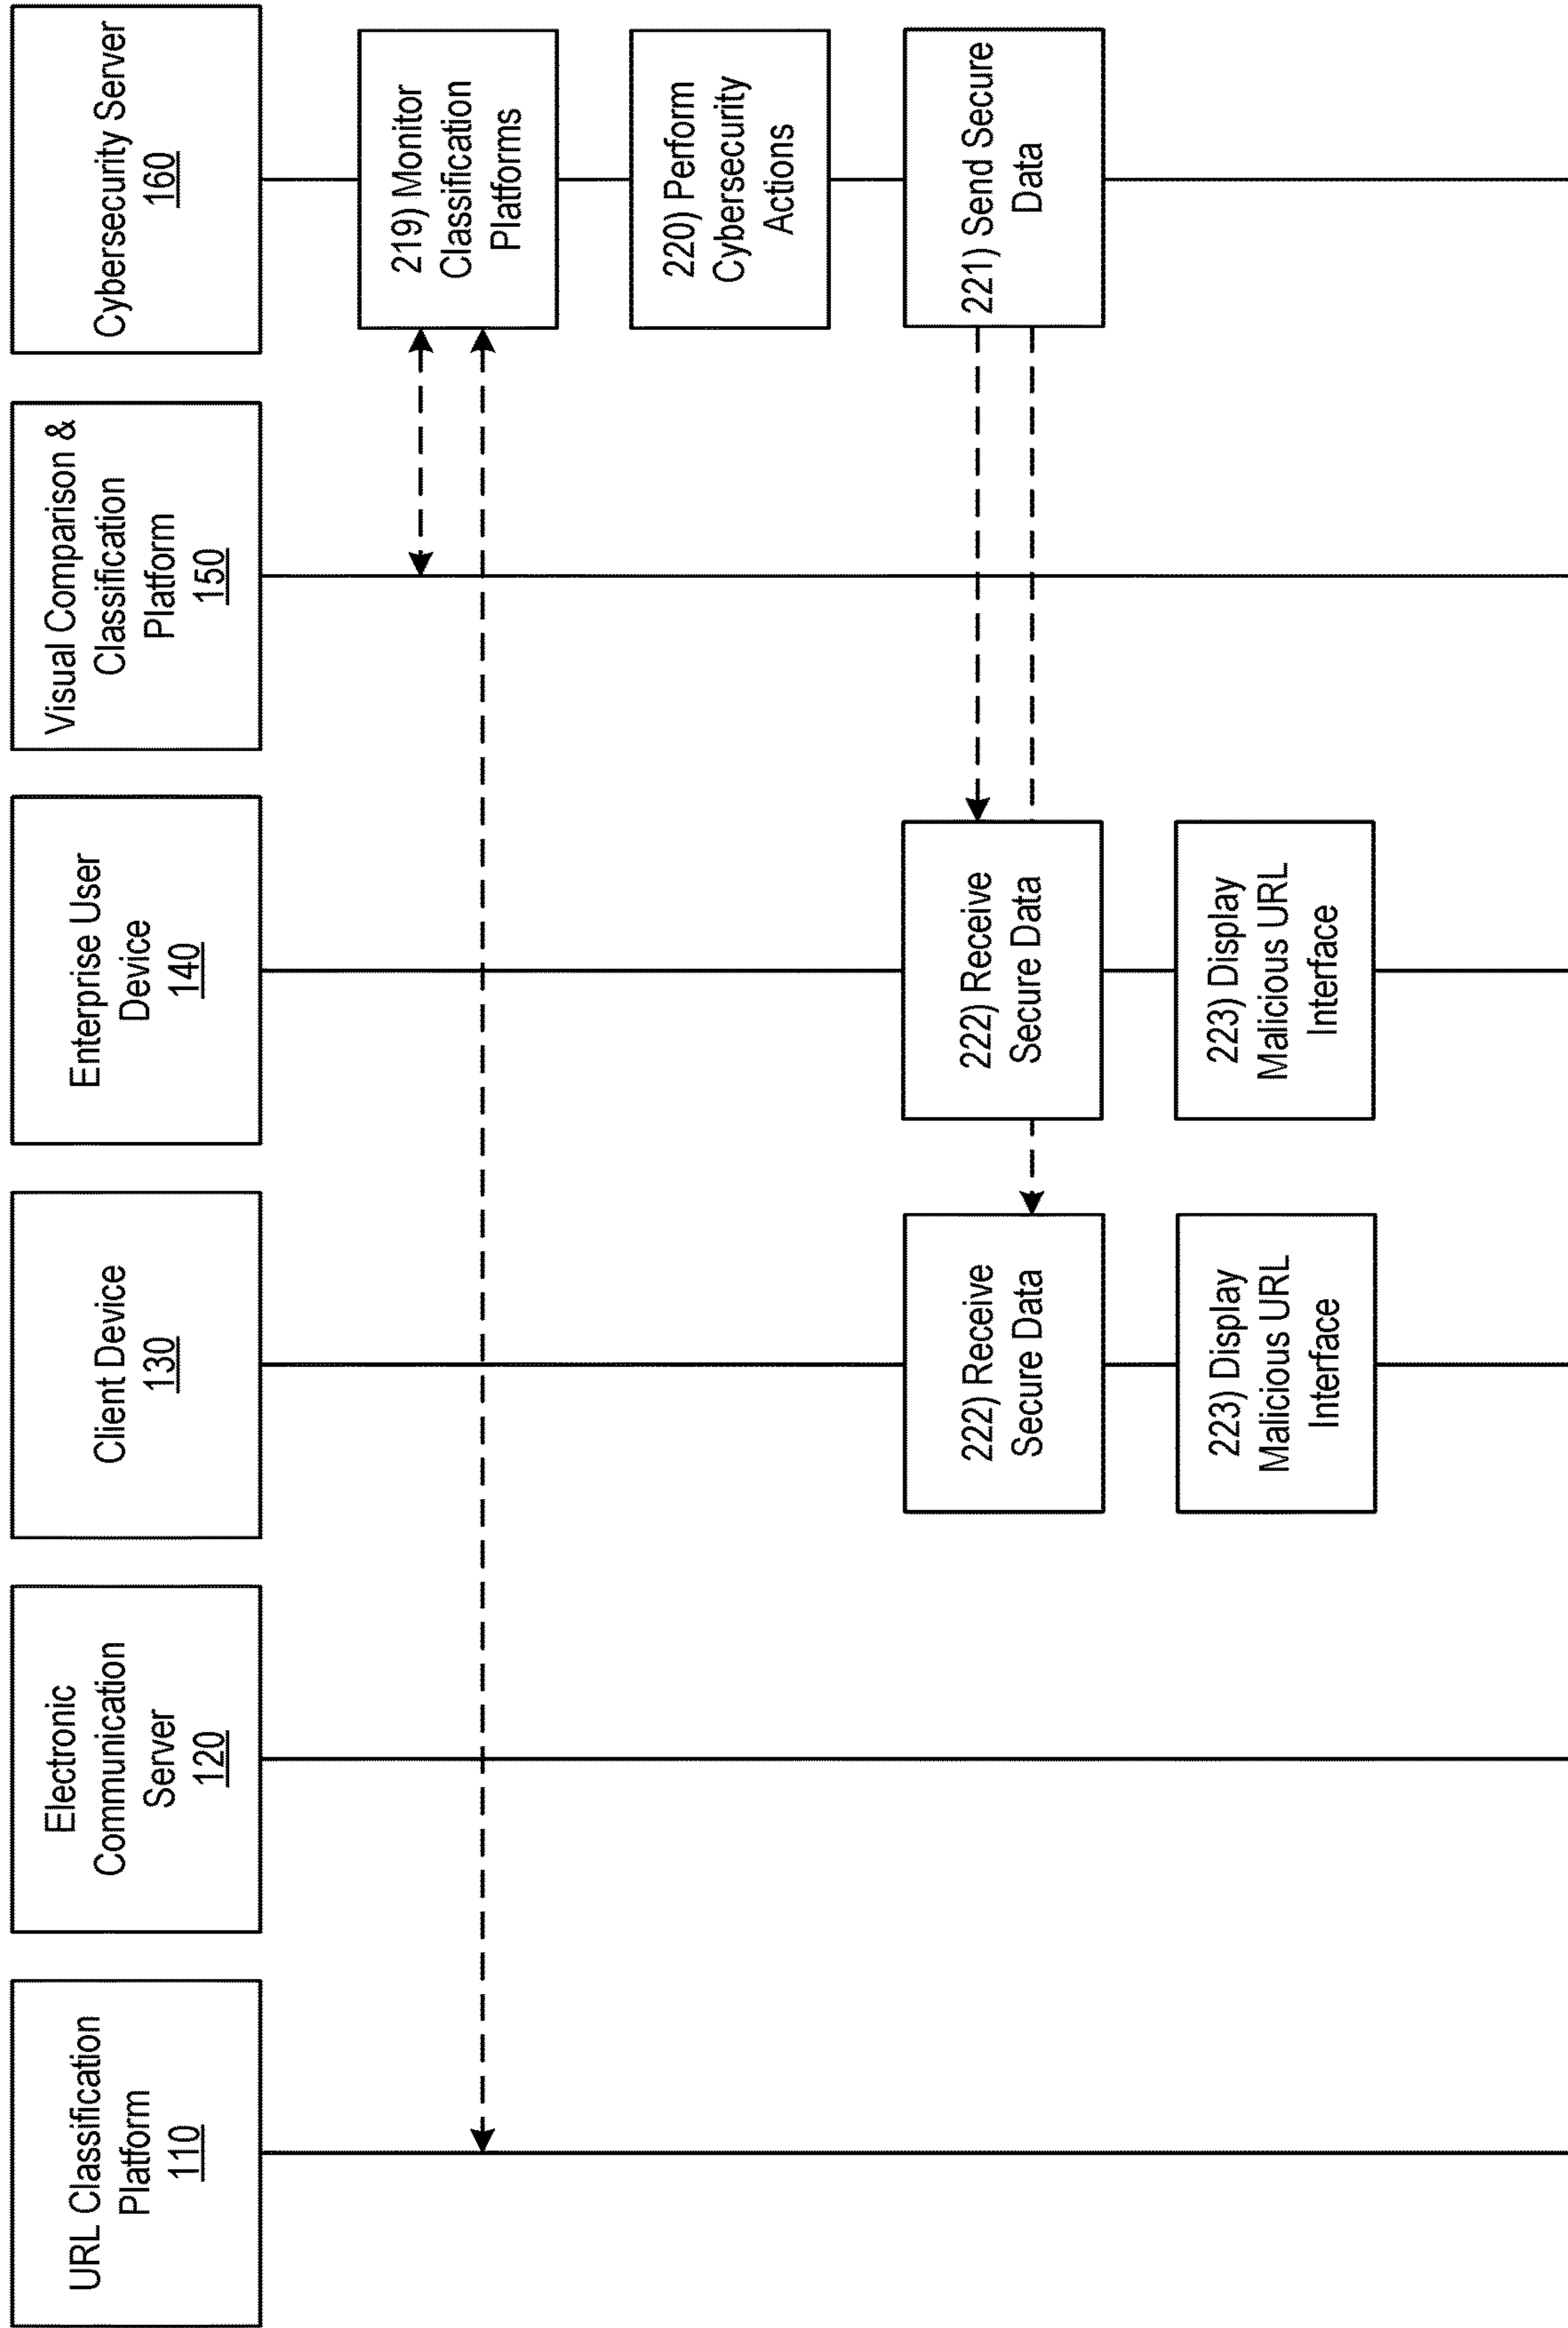 URL Classification
Platform
110
Electronic
Communication
Server
120
Client Device
130
Enterprise User
Device
140
Visual Comparison &
Classification
Platform
150
Cybersecurity Server
160
219) Monitor
Classification
Platforms
220) Perform
Cybersecurity
Actions
222) Receive
Secure Data
222) Receive
Secure Data
221) Send Secure
Data
223) Display
Malicious URL
Interface
223) Display
Malicious URL
Interface